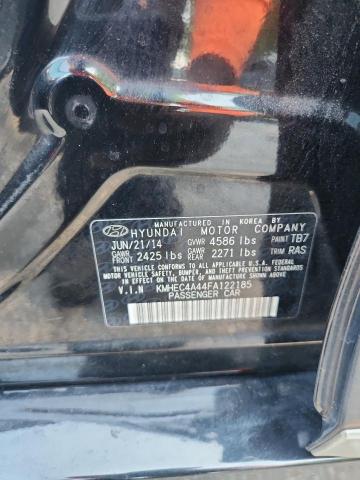 MANUFACTURED IN KOREA BY
HYUNDAI MOTOR COMPANY
JUN/21/14 GVWR 4586 lbs PAINT TB7
GAWR FRONT 2425 lbs GAWR REAR 2271 lbs TRIM RAS
THIS VEHICLE CONFORMS TO ALL APPLICABLE U.S.
FEDERAL MOTOR VEHICLE SAFETY, BUMPER AND
THEFT PREVENTION STANDARDS IN EFFECT ON THE
DATE OF MANUFACTURE SHOWN ABOVE.
V.I.N KMHEC4A44FA122185
PASSENGER CAR